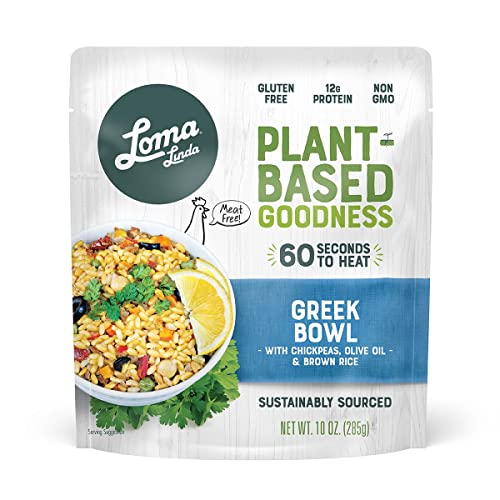 GLUTEN FREE
12g PROTEIN
NON GMO
Loma
Linda
PLANT-
BASED
GOODNESS
Meat Free!
60 SECONDS TO HEAT
GREEK
BOWL
- WITH CHICKPEAS, OLIVE OIL -
& BROWN RICE
SUSTAINABLY SOURCED
Serving Suggestion
NET WT. 10 OZ. (285g)